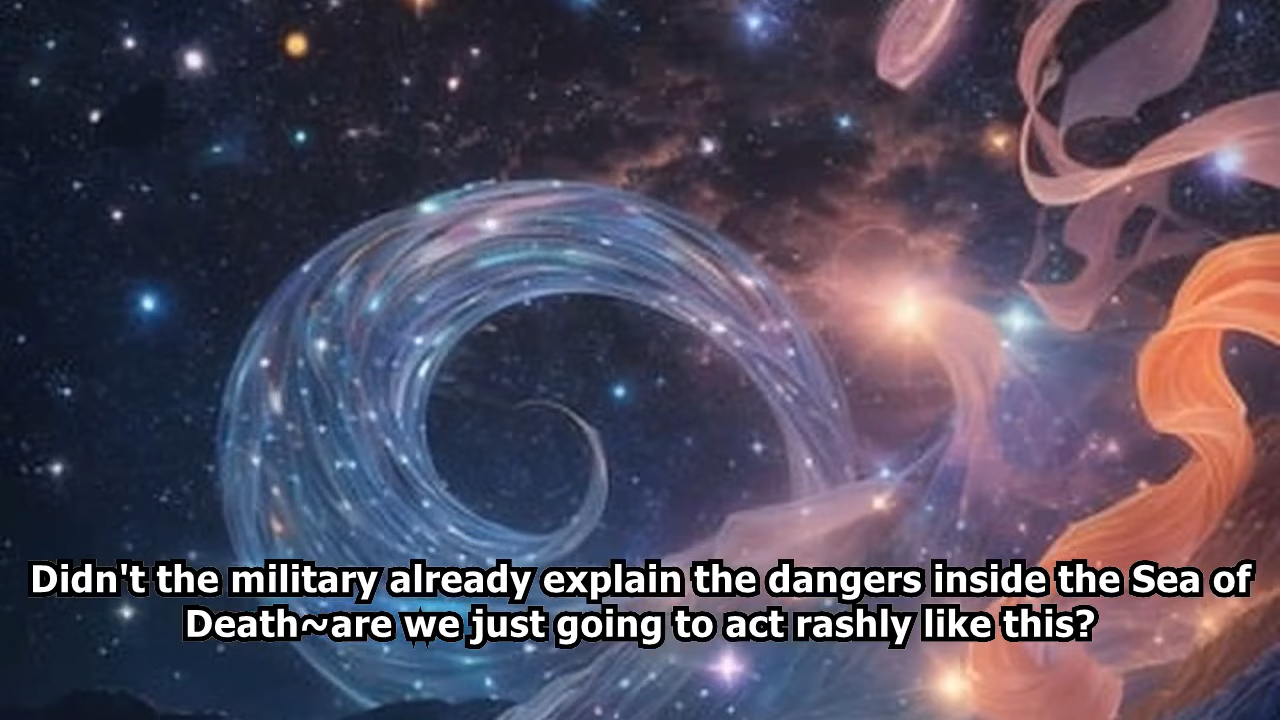 Didn't the military already explain the dangers inside the Sea of
Death~are we just going to act rashly like this?